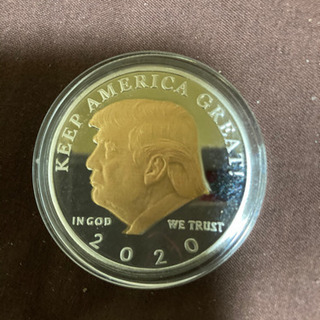 KEEP AMERICA GREAT!
IN GOD WE TRUST
2020